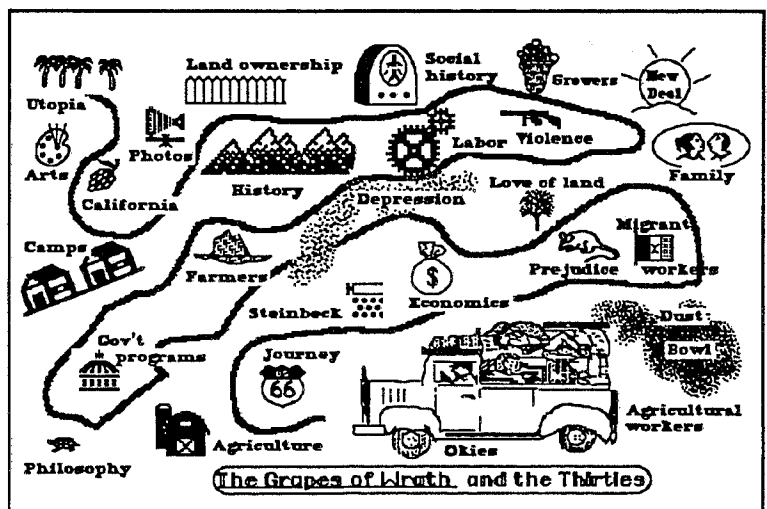 Land ownership
Social
history
Growers
New
Deal
Utopia
Photos
Labor
Violence
Arts
California
History
Family
Depression
Love of land
Camps
Farmers
Migrant
workers
Prejudice
Economics
Steinbeck
Dust
Bowl
Gov't
programs
Journey
66
Agricultural
workers
Agriculture
Okies
Philosophy
The Grapes of Wrath and the Thirties
$